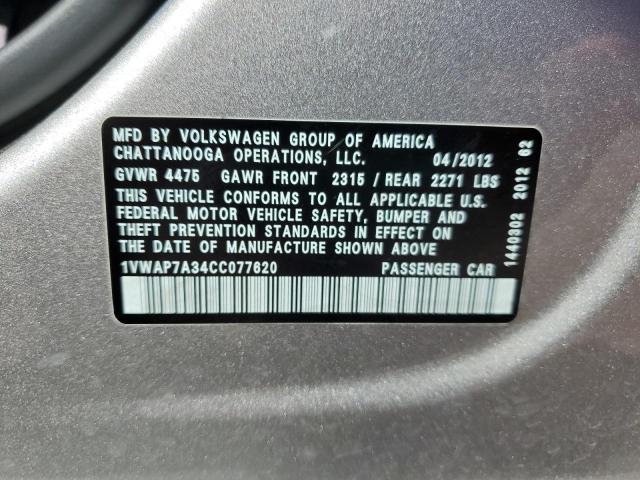 MFD BY VOLKSWAGEN GROUP OF AMERICA
CHATTANOOGA OPERATIONS, LLC. 04/2012
GVWR 4475 GAWR FRONT 2315 / REAR 2271 LBS
THIS VEHICLE CONFORMS TO ALL APPLICABLE U.S.
FEDERAL MOTOR VEHICLE SAFETY, BUMPER AND
THEFT PREVENTION STANDARDS IN EFFECT ON
THE DATE OF MANUFACTURE SHOWN ABOVE
1VWAP7A34CC077620 PASSENGER CAR
1440302 2012 62